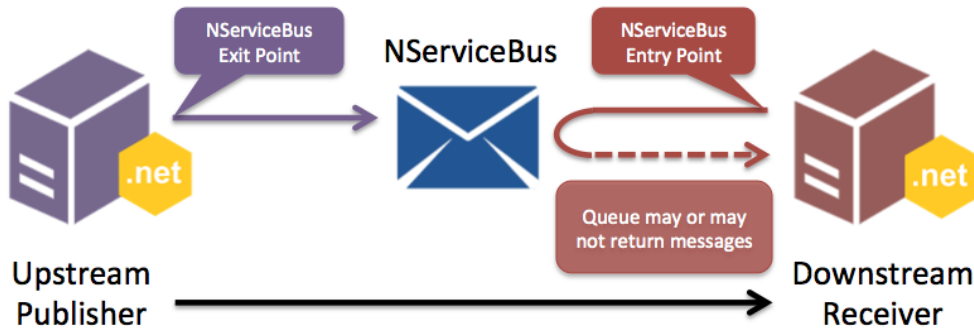 NServiceBus
Exit Point
NServiceBus
NServiceBus
Entry Point
.net
.net
Queue may or may
not return messages
Upstream
Publisher
Downstream
Receiver